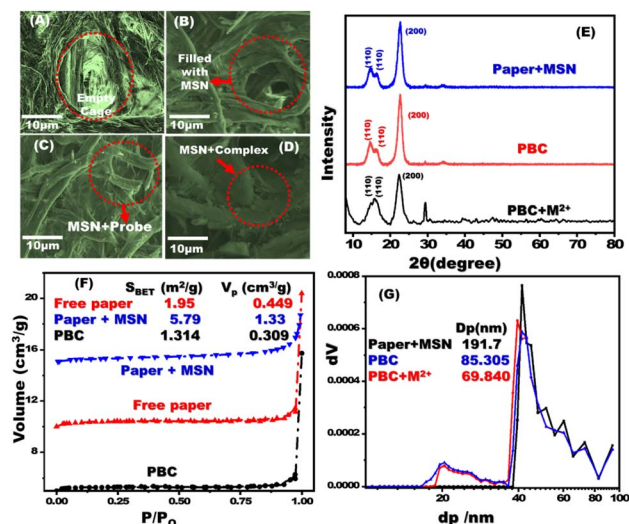 (A)
Empty
Cage
10μm
(B)
Filled
with
MSN
10μm
(C)
MSN+Probe
10μm
MSN+Complex
(D)
10μm
(E)
Intensity
(110)
(110)
(200)
Paper+MSN
(110)
(110)
(200)
PBC
(110)
(110)
(200)
PBC+M²⁺
10 20 30 40 50 60 70 80
2θ(degree)
(F)
S_BET (m²/g) V_p (cm³/g)
Free paper 1.95 0.449
Paper + MSN 5.79 1.33
PBC 1.314 0.309
Paper + MSN
Free paper
PBC
Volume (cm³/g)
20
15
10
5
0.00 0.25 0.50 0.75 1.00
P/P₀
(G)
Dp(nm)
Paper+MSN 191.7
PBC 85.305
PBC+M²⁺ 69.840
dV
0.0008
0.0006
0.0004
0.0002
0.0000
20 40 60 80 100
dp /nm